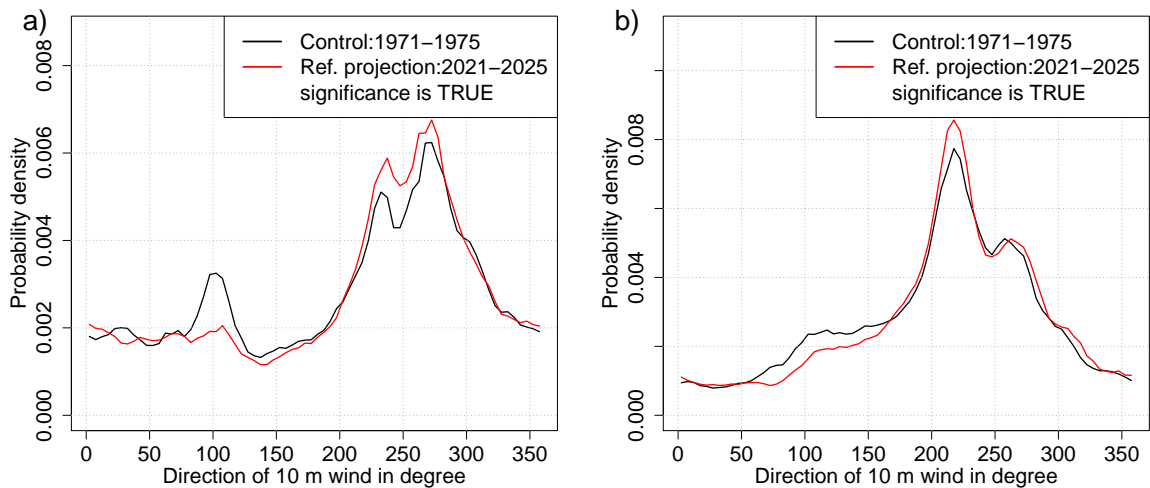 a)
Control:1971−1975
Ref. projection:2021−2025
significance is TRUE
Probability density
0.000
0.002
0.004
0.006
0.008
0
50
100
150
200
250
300
350
Direction of 10 m wind in degree
b)
Control:1971−1975
Ref. projection:2021−2025
significance is TRUE
Probability density
0.000
0.004
0.008
0
50
100
150
200
250
300
350
Direction of 10 m wind in degree